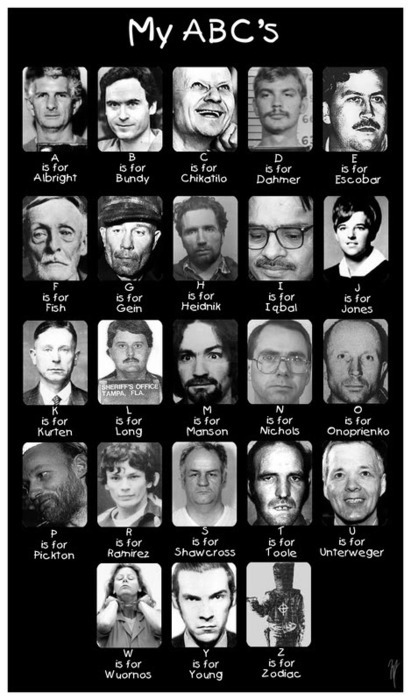 My ABC's
A
is for
Albright
B
is for
Bundy
C
is for
Chikatilo
D
is for
Dahmer
E
is for
Escobar
F
is for
Fish
G
is for
Gein
H
is for
Heidnik
I
is for
Iqbal
J
is for
Jones
SHERIFF'S OFFICE
TAMPA, FLA
K
is for
Kurten
L
is for
Long
M
is for
Manson
N
is for
Nichols
O
is for
Onoprienko
P
is for
Pickton
R
is for
Ramirez
S
is for
Shawcross
T
is for
Toole
U
is for
Unterweger
W
is for
Wuornos
Y
is for
Young
Z
is for
Zodiac